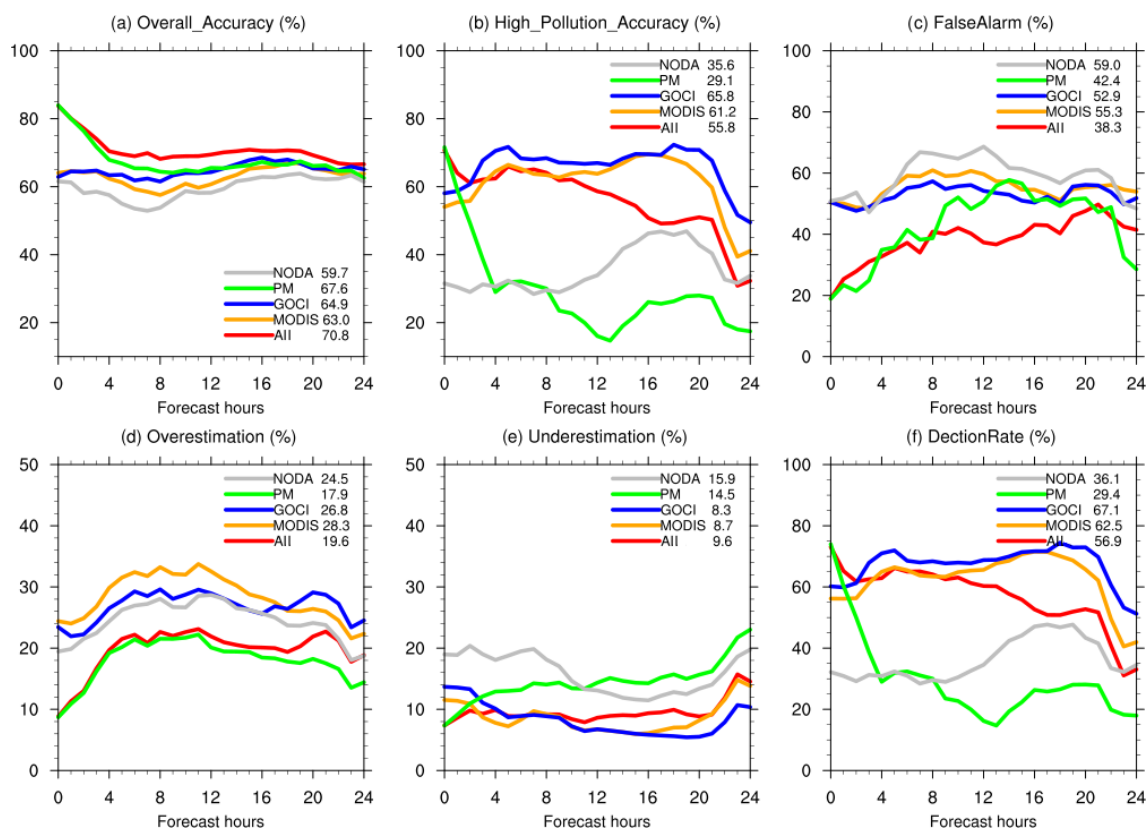 (a) Overall_Accuracy (%)
100
80
60
40
20
NODA 59.7
PM 67.6
GOCI 64.9
MODIS 63.0
All 70.8
0 4 8 12 16 20 24
Forecast hours
(b) High_Pollution_Accuracy (%)
100
80
60
40
20
NODA 35.6
PM 29.1
GOCI 65.8
MODIS 61.2
All 55.8
0 4 8 12 16 20 24
Forecast hours
(c) FalseAlarm (%)
100
80
60
40
20
0
NODA 59.0
PM 42.4
GOCI 52.9
MODIS 55.3
All 38.3
0 4 8 12 16 20 24
Forecast hours
(d) Overestimation (%)
50
40
30
20
10
0
NODA 24.5
PM 17.9
GOCI 26.8
MODIS 28.3
All 19.6
0 4 8 12 16 20 24
Forecast hours
(e) Underestimation (%)
50
40
30
20
10
0
NODA 15.9
PM 14.5
GOCI 8.3
MODIS 8.7
All 9.6
0 4 8 12 16 20 24
Forecast hours
(f) DectionRate (%)
100
80
60
40
20
0
NODA 36.1
PM 29.4
GOCI 67.1
MODIS 62.5
All 56.9
0 4 8 12 16 20 24
Forecast hours